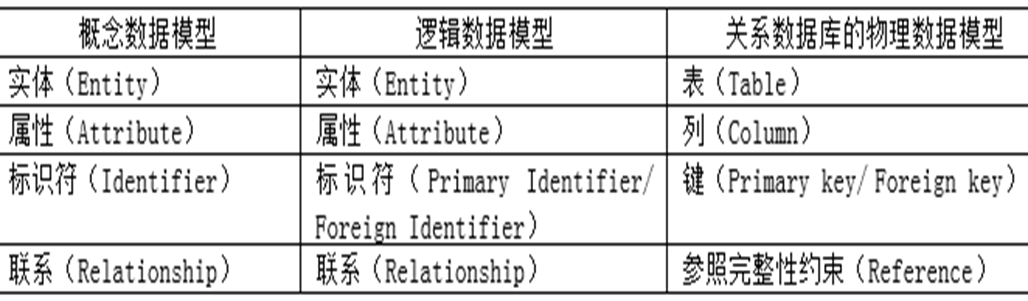 概念数据模型 逻辑数据模型 关系数据库的物理数据模型
实体（Entity） 实体（Entity） 表（Table）
属性（Attribute） 属性（Attribute） 列（Column）
标识符（Identifier） 标识符（Primary Identifier/ 键（Primary key/ Foreign key）
Foreign Identifier）
联系（Relationship） 联系（Relationship） 参照完整性约束（Reference）